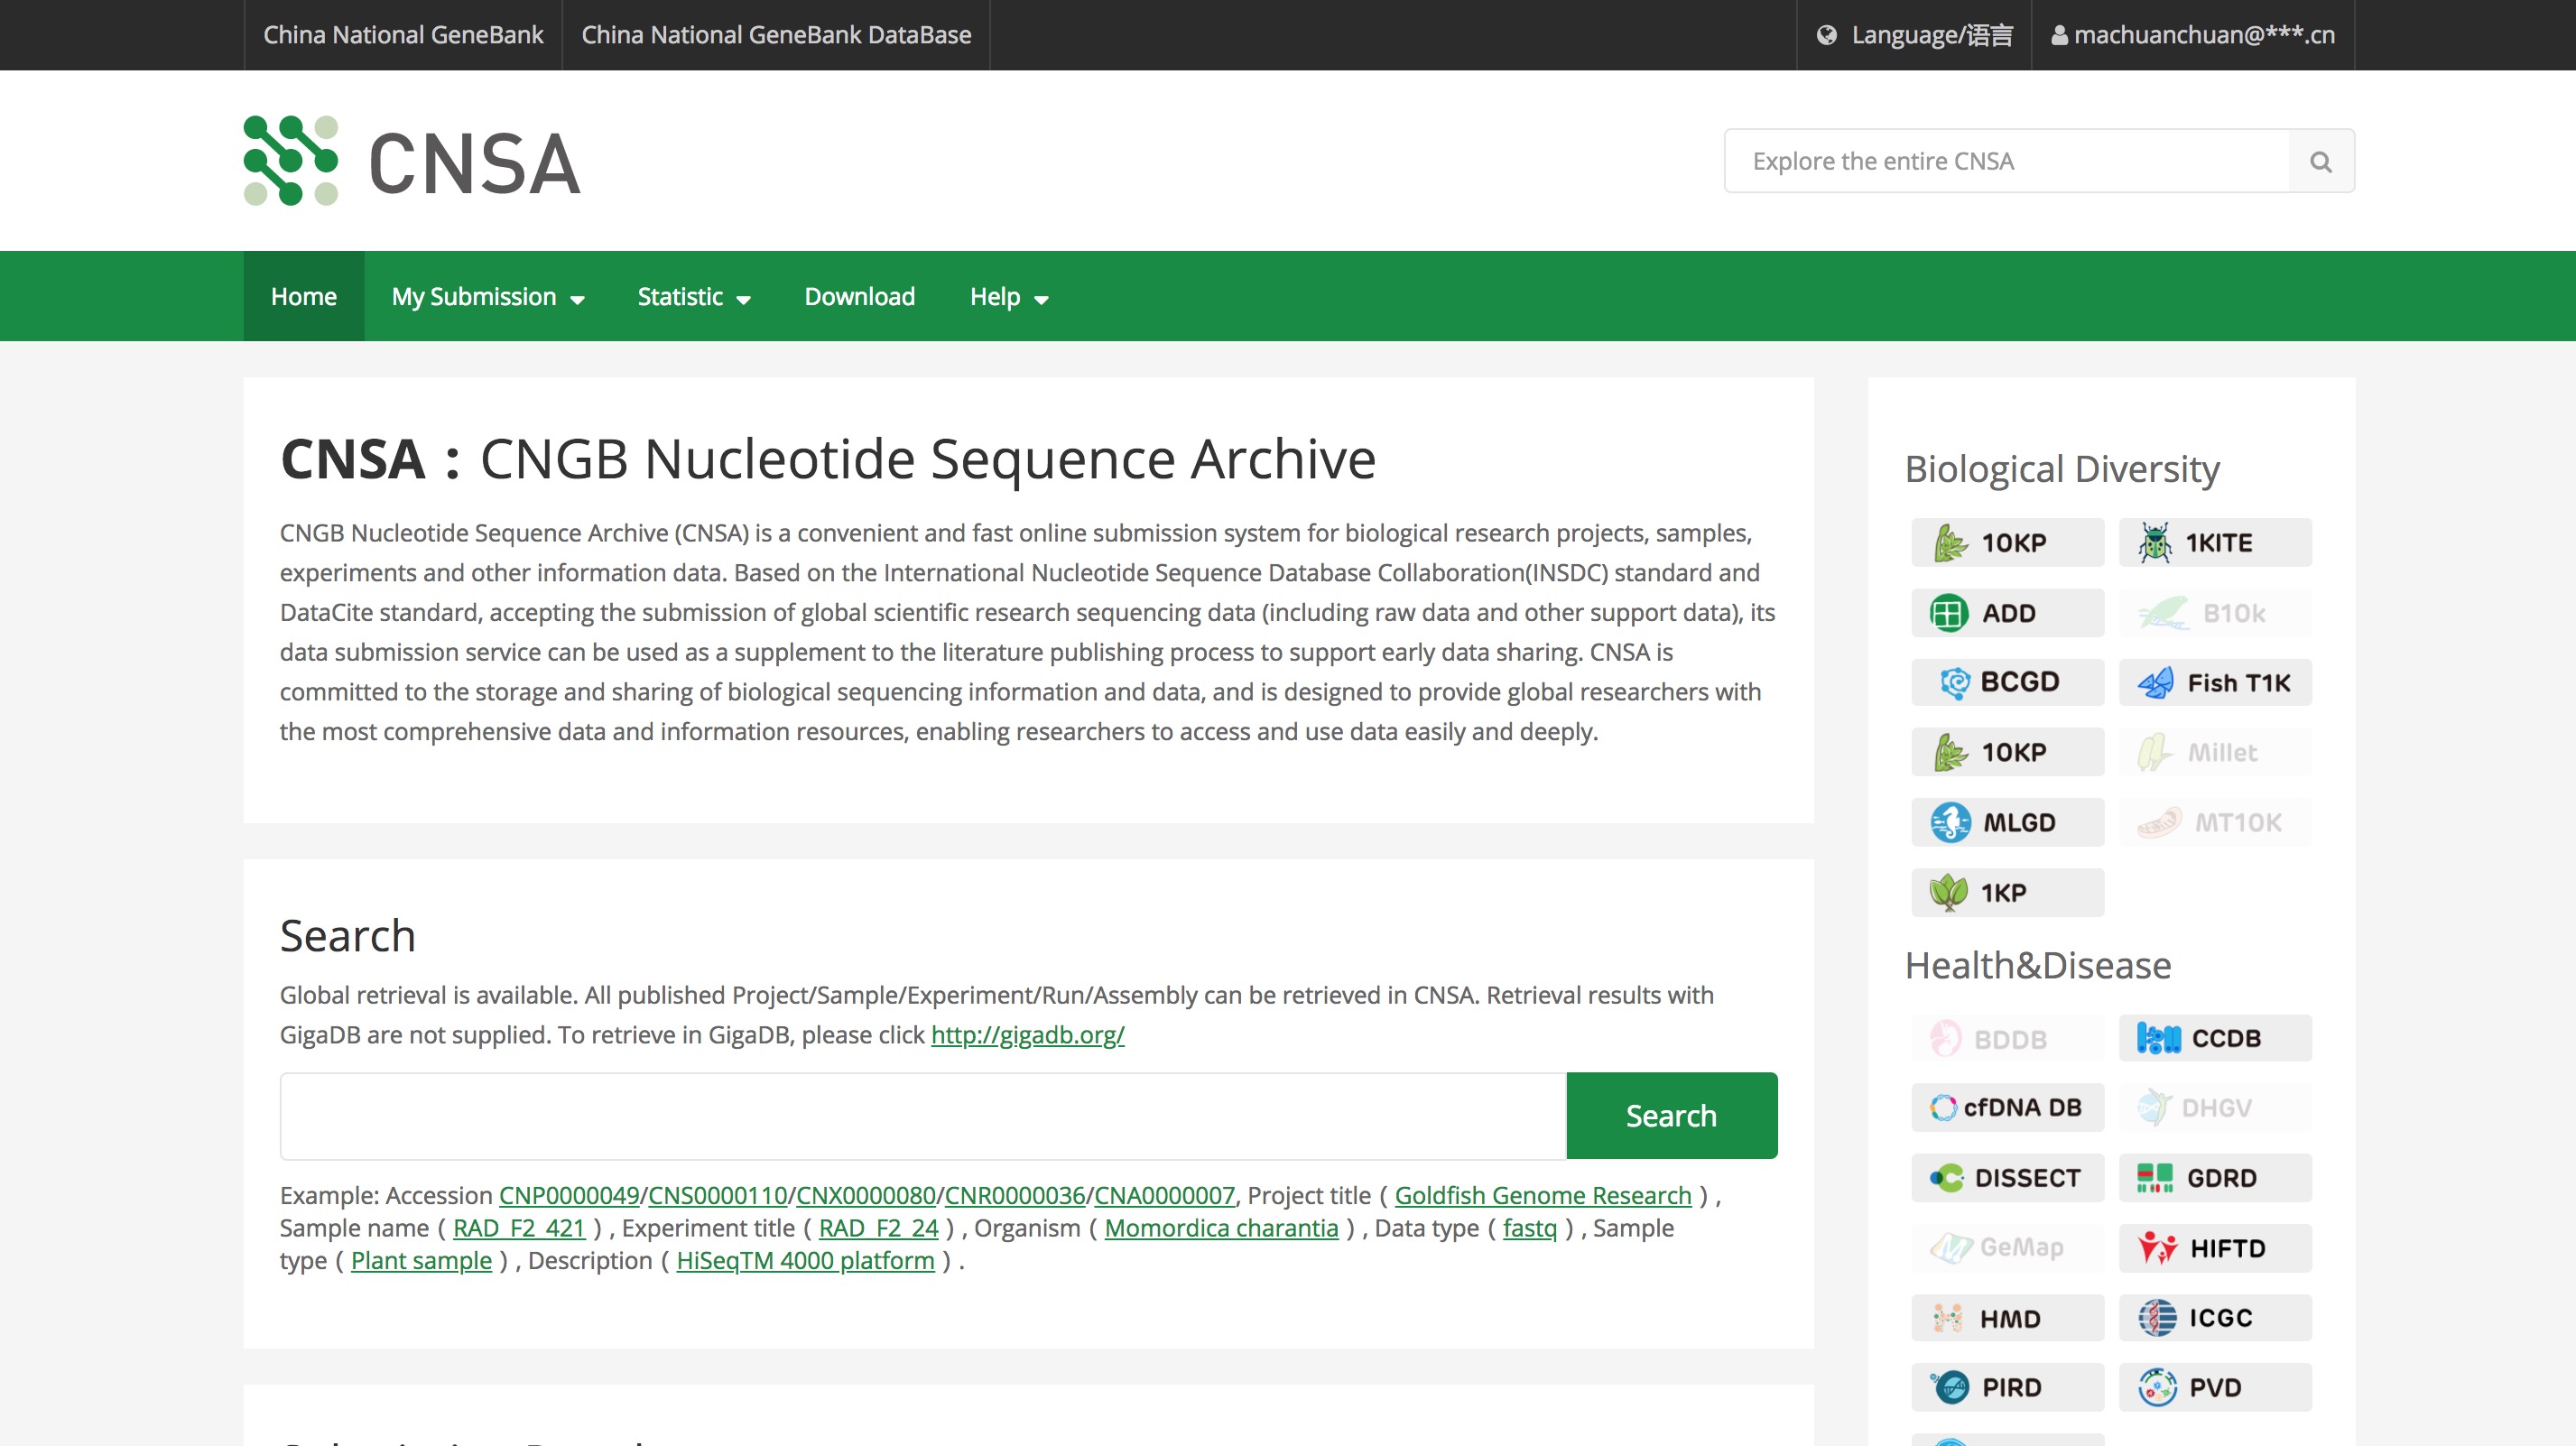 China National GeneBank
China National GeneBank DataBase
Language/语言
machuanchuan@***.cn
CNSA
Explore the entire CNSA
Home
My Submission
Statistic
Download
Help
CNSA：CNGB Nucleotide Sequence Archive
CNGB Nucleotide Sequence Archive (CNSA) is a convenient and fast online submission system for biological research projects, samples,
experiments and other information data. Based on the International Nucleotide Sequence Database Collaboration(INSDC) standard and
DataCite standard, accepting the submission of global scientific research sequencing data (including raw data and other support data), its
data submission service can be used as a supplement to the literature publishing process to support early data sharing. CNSA is
committed to the storage and sharing of biological sequencing information and data, and is designed to provide global researchers with
the most comprehensive data and information resources, enabling researchers to access and use data easily and deeply.
Search
Global retrieval is available. All published Project/Sample/Experiment/Run/Assembly can be retrieved in CNSA. Retrieval results with
GigaDB are not supplied. To retrieve in GigaDB, please click http://gigadb.org/
Search
Example: Accession CNP0000049/CNS0000110/CNX0000080/CNR0000036/CNA0000007, Project title ( Goldfish Genome Research ) ,
Sample name ( RAD_F2_421 ) , Experiment title ( RAD_F2_24 ) , Organism ( Momordica charantia ) , Data type ( fastq ) , Sample
type ( Plant sample ) , Description ( HiSeqTM 4000 platform ) .
Biological Diversity
10KP
1KITE
ADD
B10k
BCGD
Fish T1K
10KP
Millet
MLGD
MT10K
1KP
Health&Disease
BDDB
CCDB
cfDNA DB
DHGV
DISSECT
GDRD
GeMap
HIFTD
HMD
ICGC
PIRD
PVD